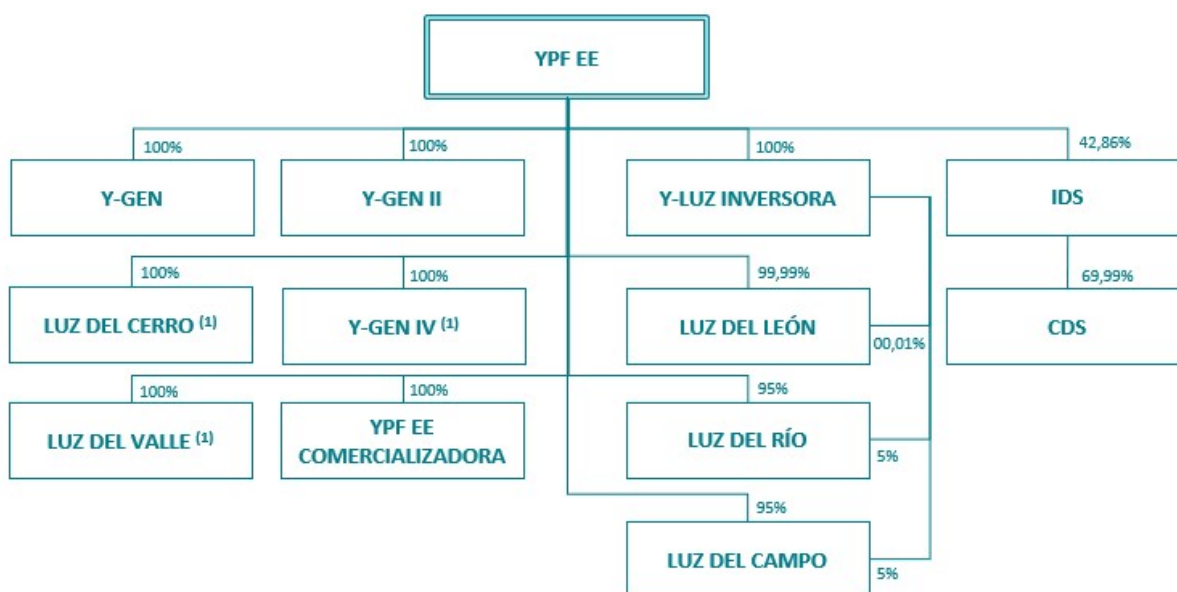 YPF EE
100%
100%
100%
42,86%
Y-GEN
Y-GEN II
Y-LUZ INVERSORA
IDS
100%
100%
99,99%
69,99%
LUZ DEL CERRO (1)
Y-GEN IV (1)
LUZ DEL LEÓN
CDS
00,01%
100%
100%
95%
LUZ DEL VALLE (1)
YPF EE
COMERCIALIZADORA
LUZ DEL RÍO
5%
95%
LUZ DEL CAMPO
5%